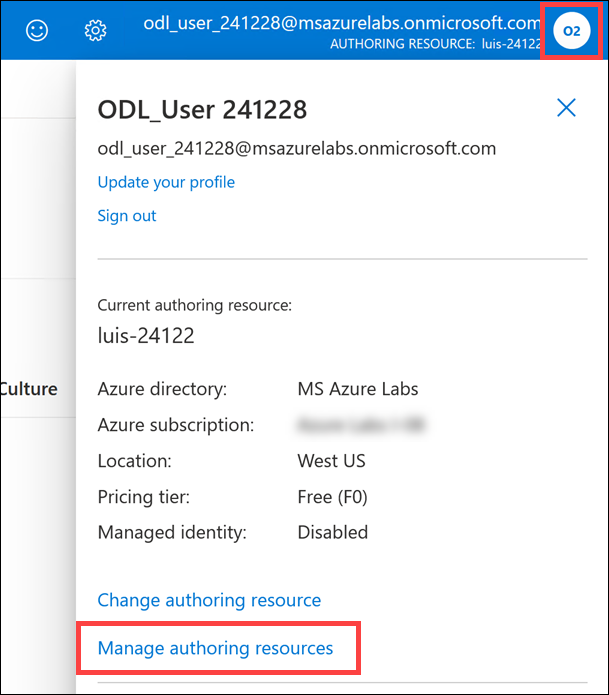 odl_user_241228@msazurelabs.onmicrosoft.com
AUTHORING RESOURCE: luis-24122
O2
ODL_User 241228
odl_user_241228@msazurelabs.onmicrosoft.com
Update your profile
Sign out
Current authoring resource:
luis-24122
Culture
Azure directory: MS Azure Labs
Azure subscription:
Location: West US
Pricing tier: Free (F0)
Managed identity: Disabled
Change authoring resource
Manage authoring resources